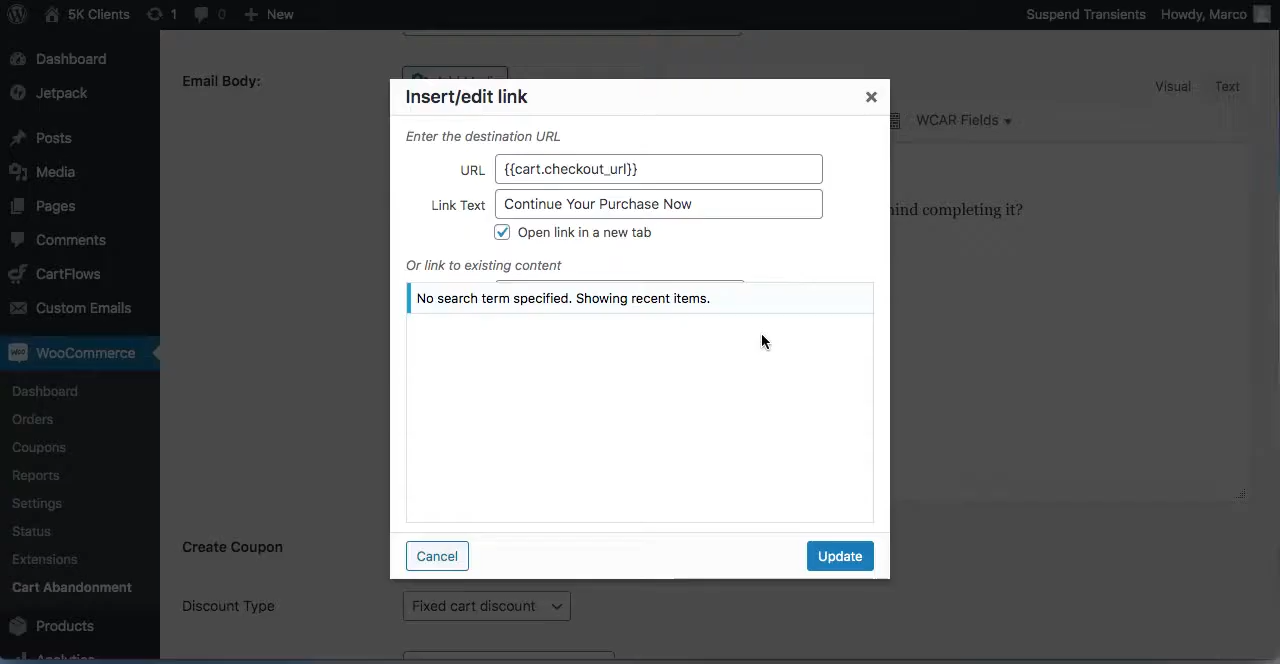 5K Clients
1
0
New
Suspend Transients
Howdy, Marco
Dashboard
Jetpack
Posts
Media
Pages
Comments
CartFlows
Custom Emails
WooCommerce
Dashboard
Orders
Coupons
Reports
Settings
Status
Extensions
Cart Abandonment
Products
Analytics
Email Body:
Visual
Text
WCAR Fields
completing it?
Insert/edit link
Enter the destination URL
URL
{{cart.checkout_url}}
Link Text
Continue Your Purchase Now
Open link in a new tab
Or link to existing content
No search term specified. Showing recent items.
Cancel
Update
Create Coupon
Discount Type
Fixed cart discount